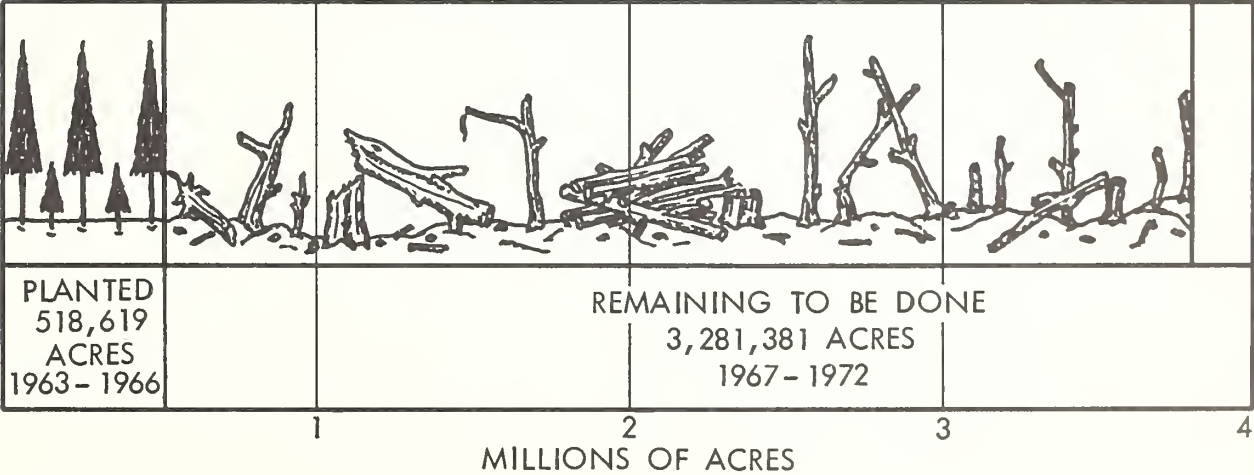 PLANTED
518,619
ACRES
1963-1966
REMAINING TO BE DONE
3,281,381 ACRES
1967-1972
1 2 3 4
MILLIONS OF ACRES